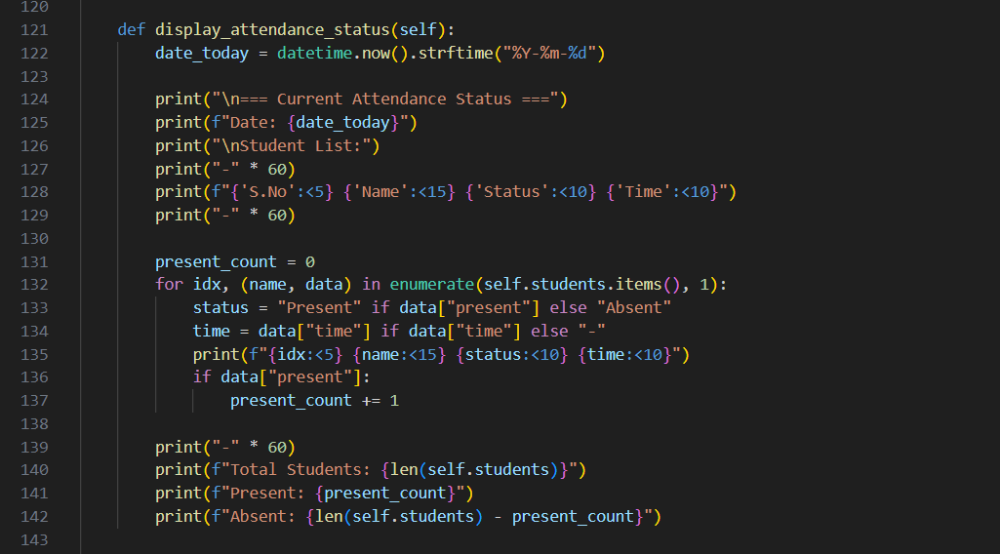 120
121 def display_attendance_status(self):
122 date_today = datetime.now().strftime("%Y-%m-%d")
123
124 print("\n=== Current Attendance Status ===")
125 print(f"Date: {date_today}")
126 print("\nStudent List:")
127 print("-" * 60)
128 print(f"{'S.No':<5} {'Name':<15} {'Status':<10} {'Time':<10}")
129 print("-" * 60)
130
131 present_count = 0
132 for idx, (name, data) in enumerate(self.students.items(), 1):
133 status = "Present" if data["present"] else "Absent"
134 time = data["time"] if data["time"] else "-"
135 print(f"{idx:<5} {name:<15} {status:<10} {time:<10}")
136 if data["present"]:
137 present_count += 1
138
139 print("-" * 60)
140 print(f"Total Students: {len(self.students)}")
141 print(f"Present: {present_count}")
142 print(f"Absent: {len(self.students) - present_count}")
143